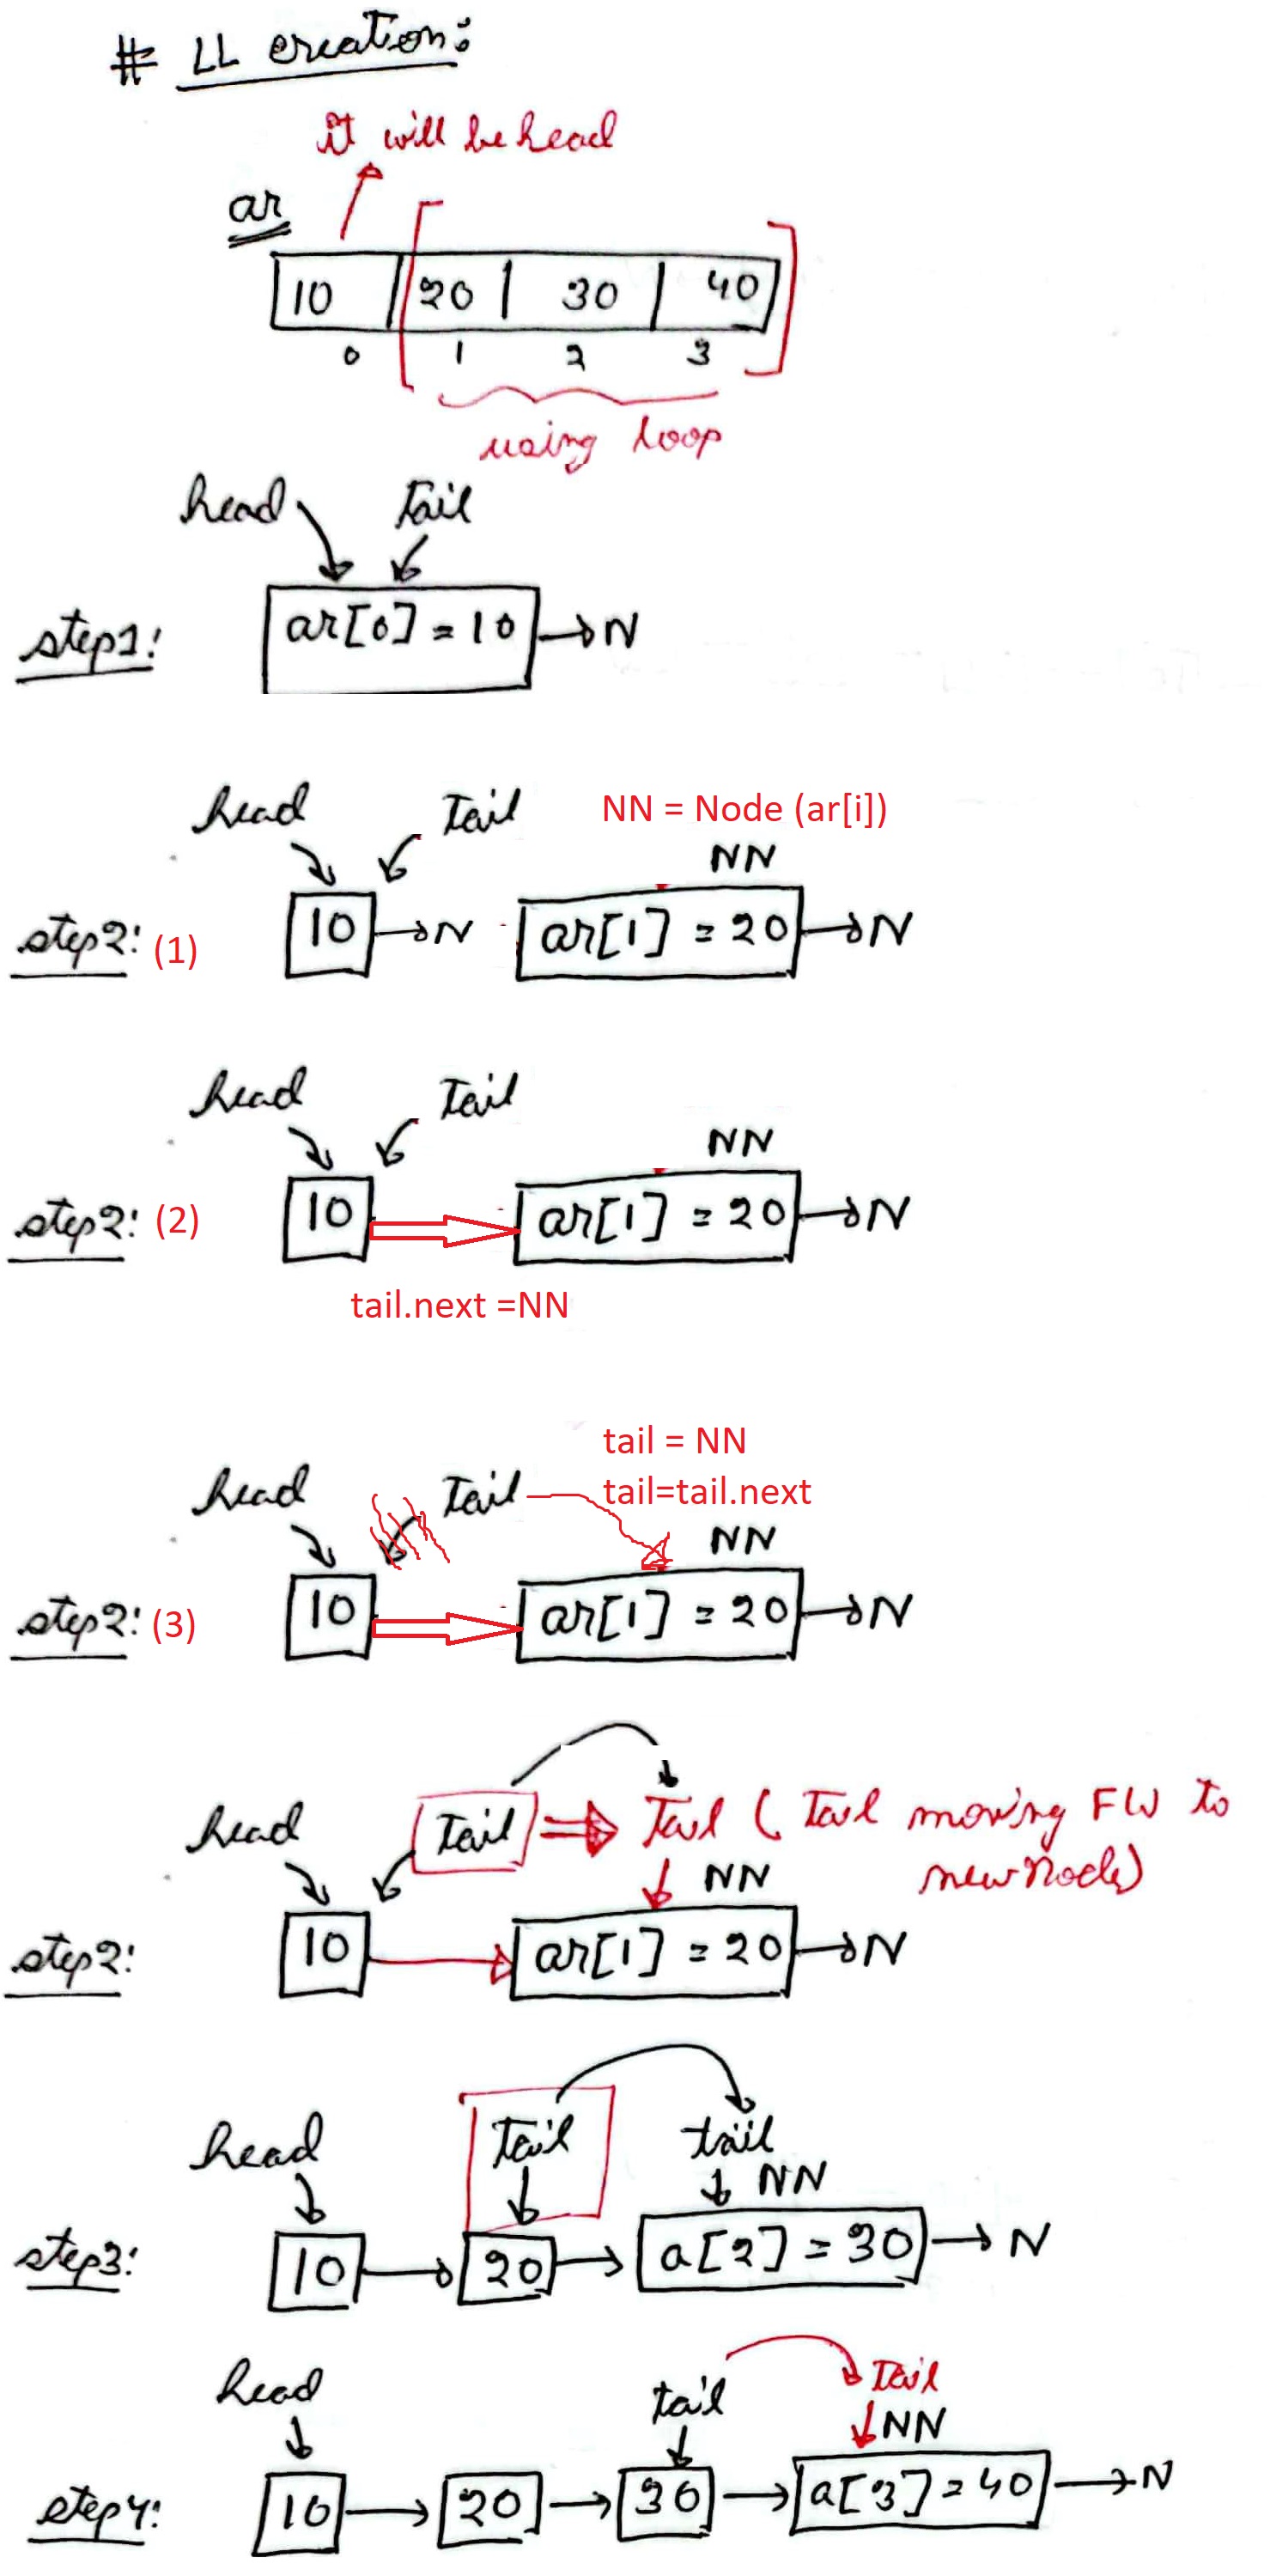 # LL creation:
it will be head
ar
10 20 30 40
0 1 2 3
using loop
head Tail
step1: ar[0] = 10 → N
head Tail NN = Node (ar[i])
NN
step2: (1) 10 → N ar[1] = 20 → N
head Tail
NN
step2: (2) 10 ar[1] = 20 → N
tail.next =NN
tail = NN
head Tail tail=tail.next
NN
step2: (3) 10 ar[1] = 20 → N
head Tail ⇒ Tail ( Tail moving FW to
NN newNode)
step2: 10 → ar[1] = 20 → N
head Tail tail
NN
step3: 10 → 20 → a[2] = 30 → N
head tail Tail
NN
step4: 10 → 20 → 30 → a[3] = 40 → N